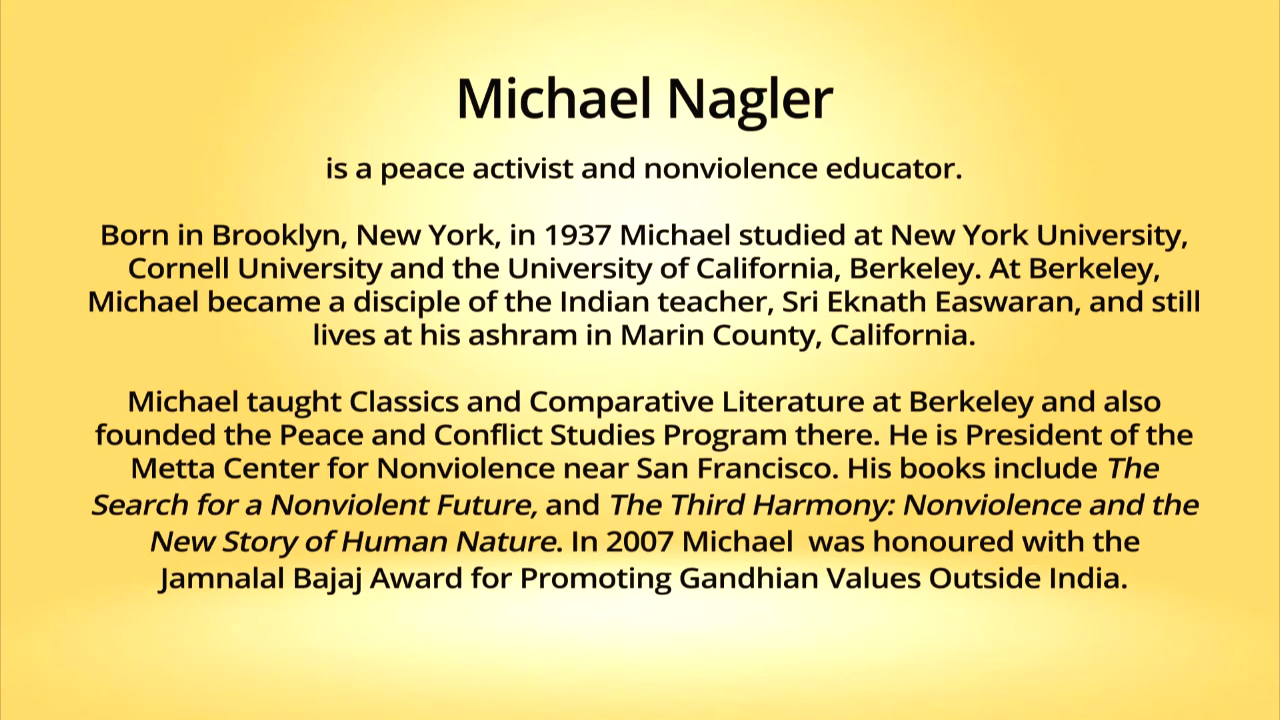 Michael Nagler
is a peace activist and nonviolence educator.
Born in Brooklyn, New York, in 1937 Michael studied at New York University,
Cornell University and the University of California, Berkeley. At Berkeley,
Michael became a disciple of the Indian teacher, Sri Eknath Easwaran, and still
lives at his ashram in Marin County, California.
Michael taught Classics and Comparative Literature at Berkeley and also
founded the Peace and Conflict Studies Program there. He is President of the
Metta Center for Nonviolence near San Francisco. His books include The
Search for a Nonviolent Future, and The Third Harmony: Nonviolence and the
New Story of Human Nature. In 2007 Michael  was honoured with the
Jamnalal Bajaj Award for Promoting Gandhian Values Outside India.